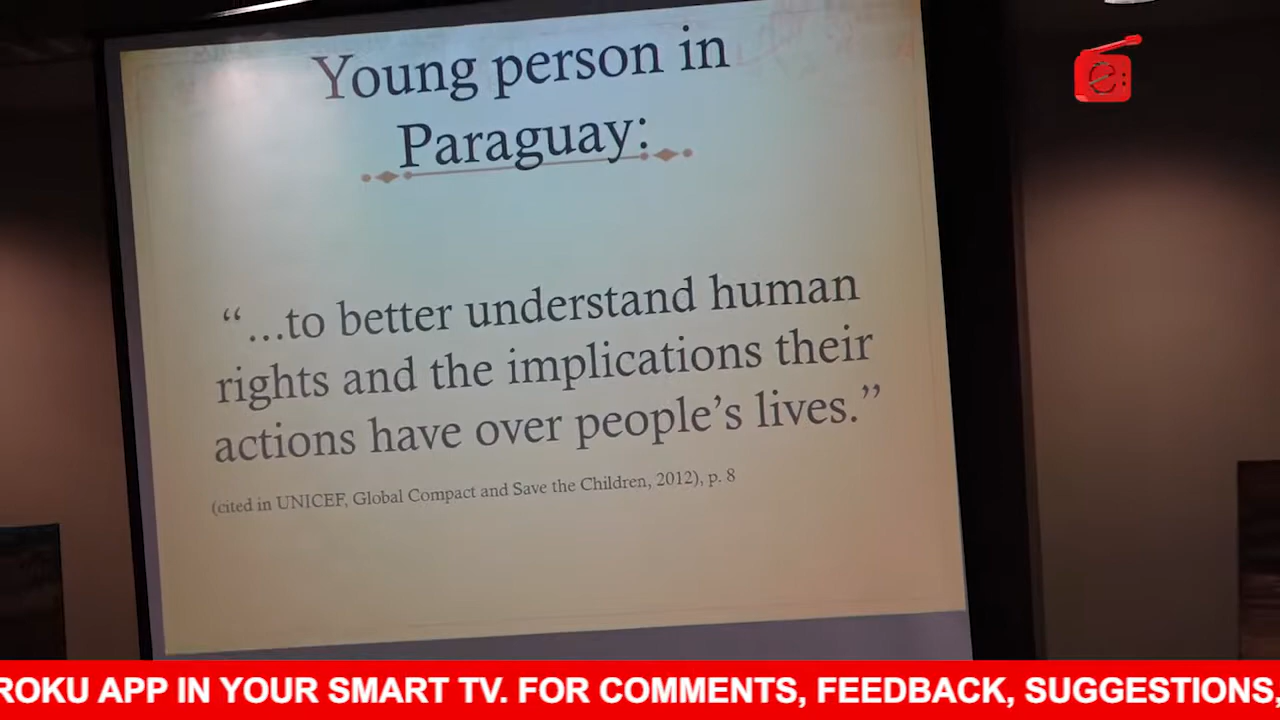 Young person in
Paraguay:
“...to better understand human
rights and the implications their
actions have over people’s lives.”
(cited in UNICEF, Global Compact and Save the Children, 2012), p. 8
e:
ROKU APP IN YOUR SMART TV. FOR COMMENTS, FEEDBACK, SUGGESTIONS,